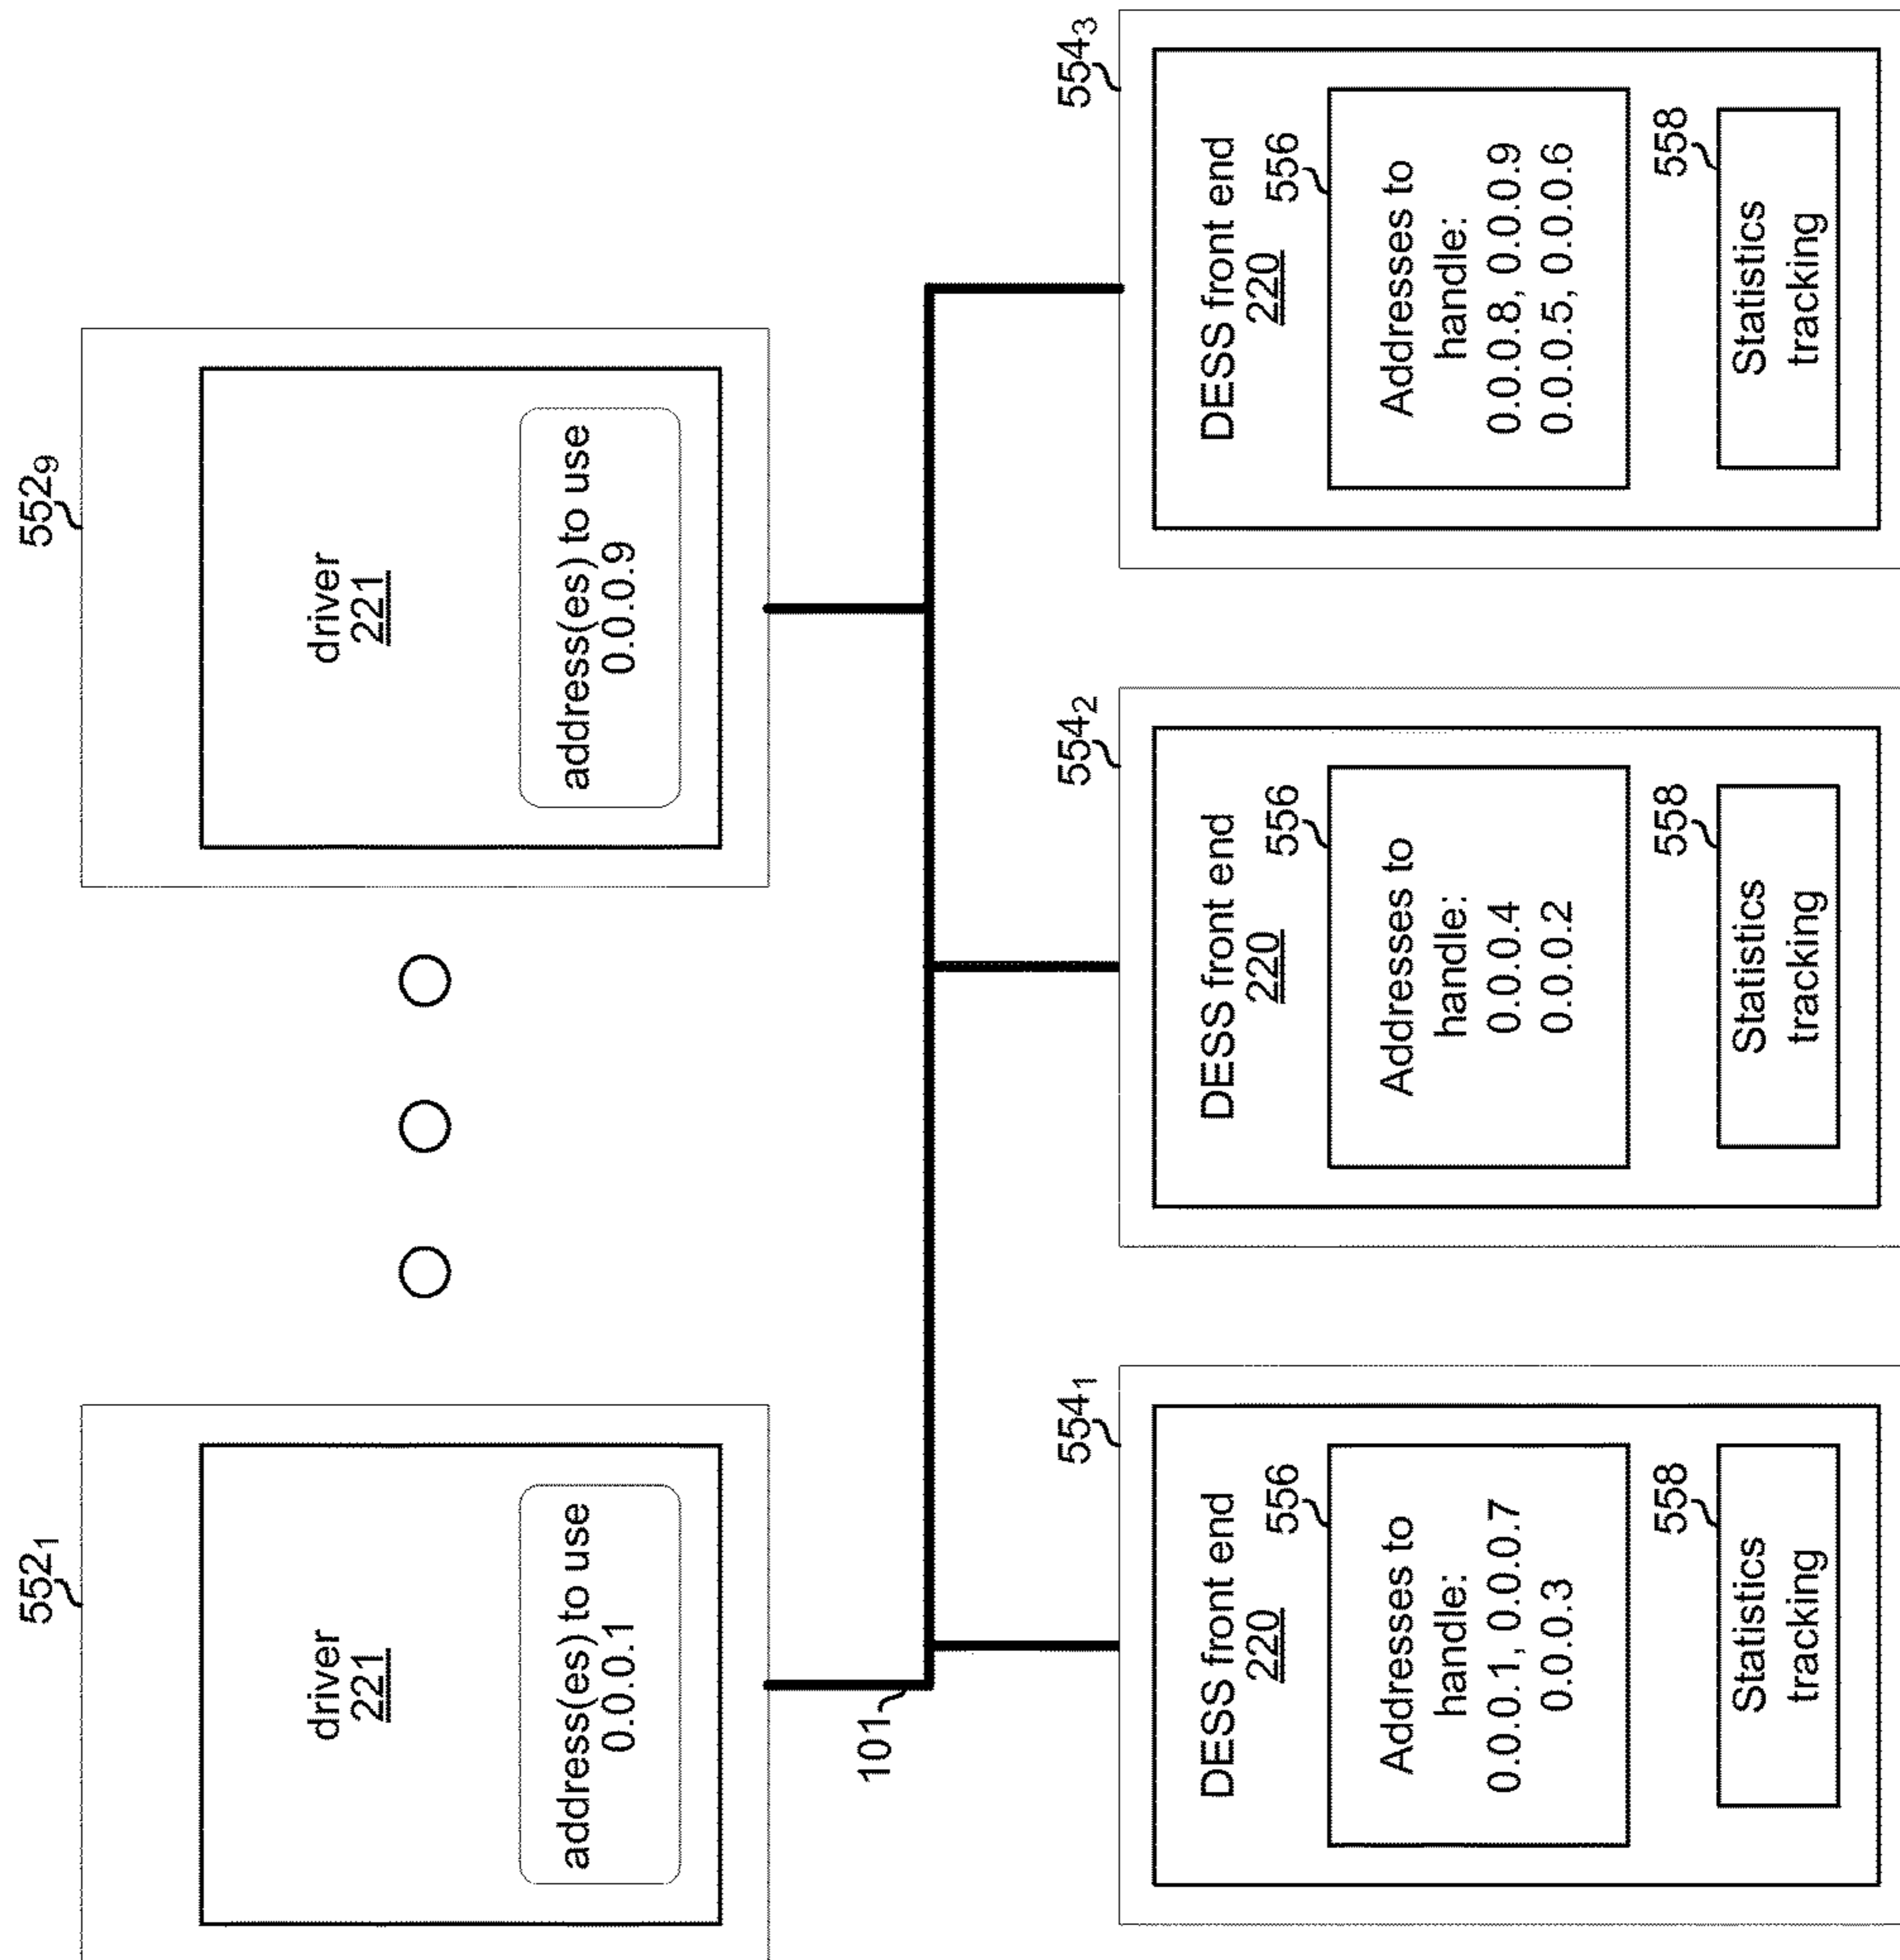 552₁
driver
221
address(es) to use
0.0.0.1
552₉
driver
221
address(es) to use
0.0.0.9
101
554₁
DESS front end
220
556
Addresses to
handle:
0.0.0.1, 0.0.0.7
0.0.0.3
558
Statistics
tracking
554₂
DESS front end
220
556
Addresses to
handle:
0.0.0.4
0.0.0.2
558
Statistics
tracking
554₃
DESS front end
220
556
Addresses to
handle:
0.0.0.8, 0.0.0.9
0.0.0.5, 0.0.0.6
558
Statistics
tracking